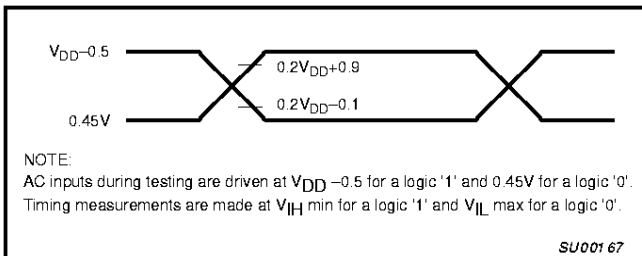 VDD–0.5
0.2VDD+0.9
0.2VDD–0.1
0.45V
NOTE:
AC inputs during testing are driven at VDD –0.5 for a logic '1' and 0.45V for a logic '0'.
Timing measurements are made at VIH min for a logic '1' and VIL max for a logic '0'.
SU00167